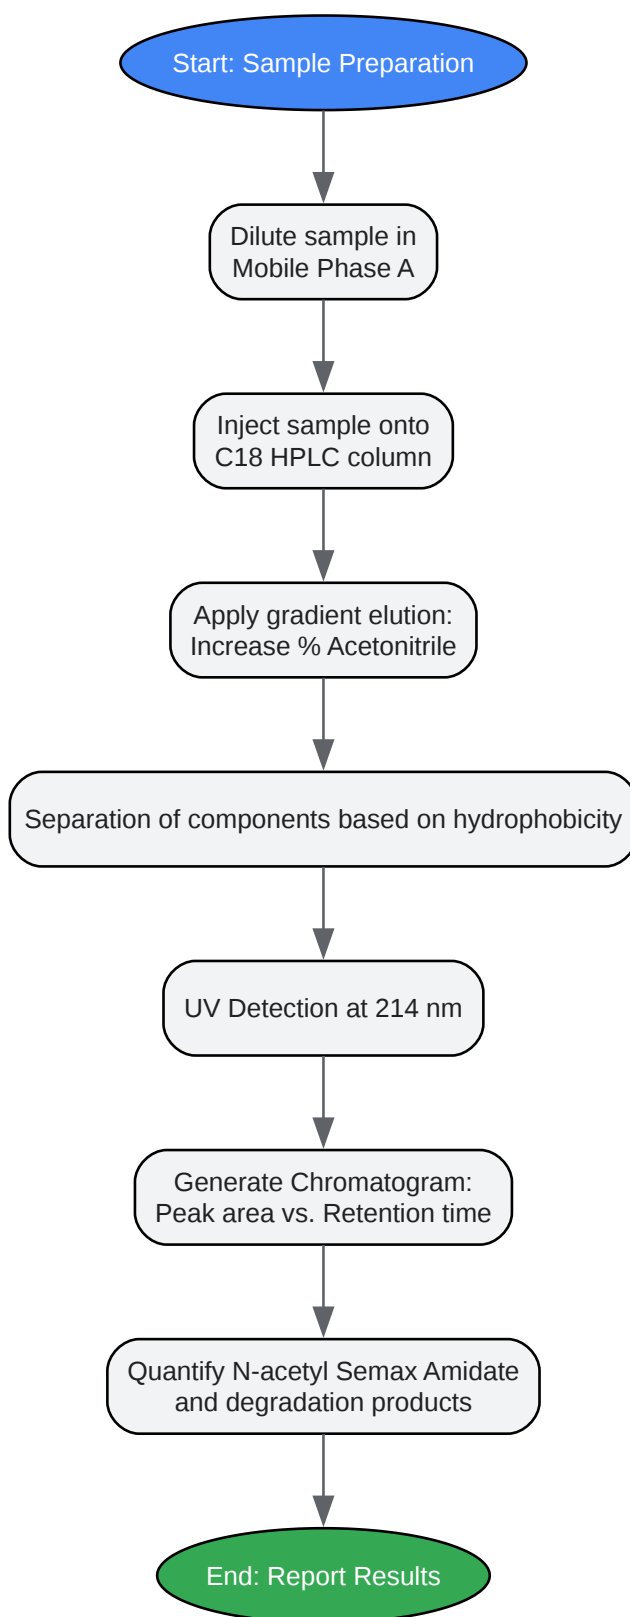 Start: Sample Preparation
Dilute sample in
Mobile Phase A
Inject sample onto
C18 HPLC column
Apply gradient elution:
Increase % Acetonitrile
Separation of components based on hydrophobicity
UV Detection at 214 nm
Generate Chromatogram:
Peak area vs. Retention time
Quantify N-acetyl Semax Amidate
and degradation products
End: Report Results